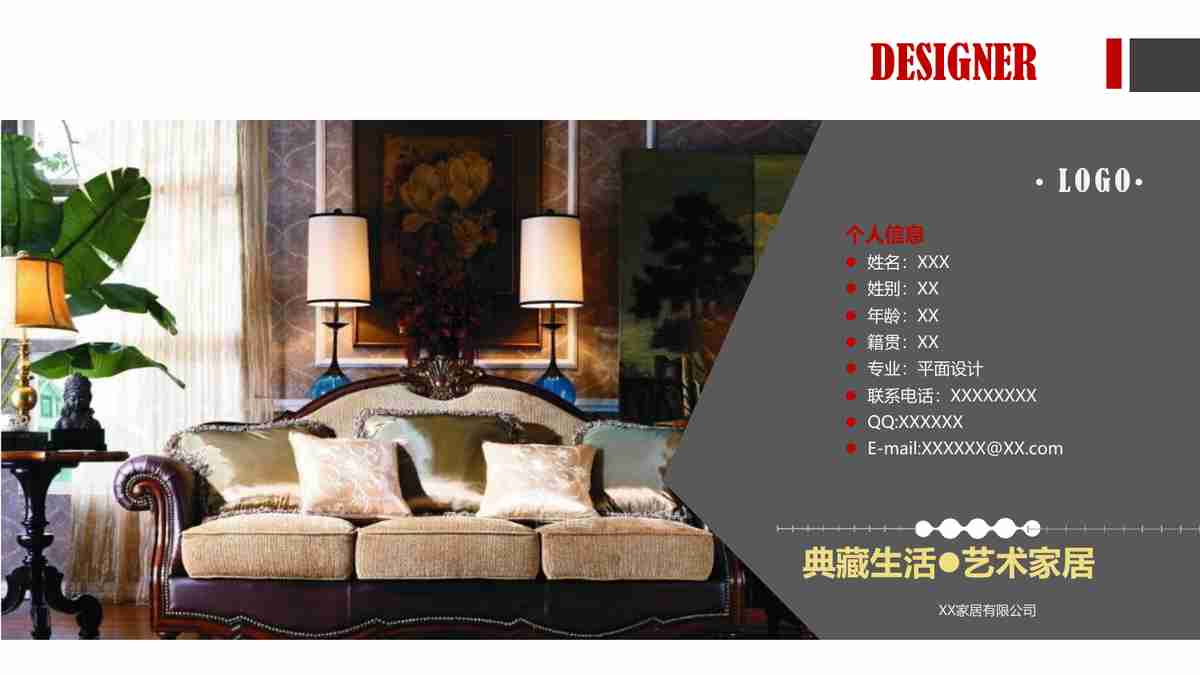 DESIGNER
• LOGO•
个人信息
姓名：XXX
姓别：XX
年龄：XX
籍贯：XX
专业：平面设计
联系电话：XXXXXXXX
QQ:XXXXXX
E-mail:XXXXXX@XX.com
典藏生活●艺术家居
XX家居有限公司